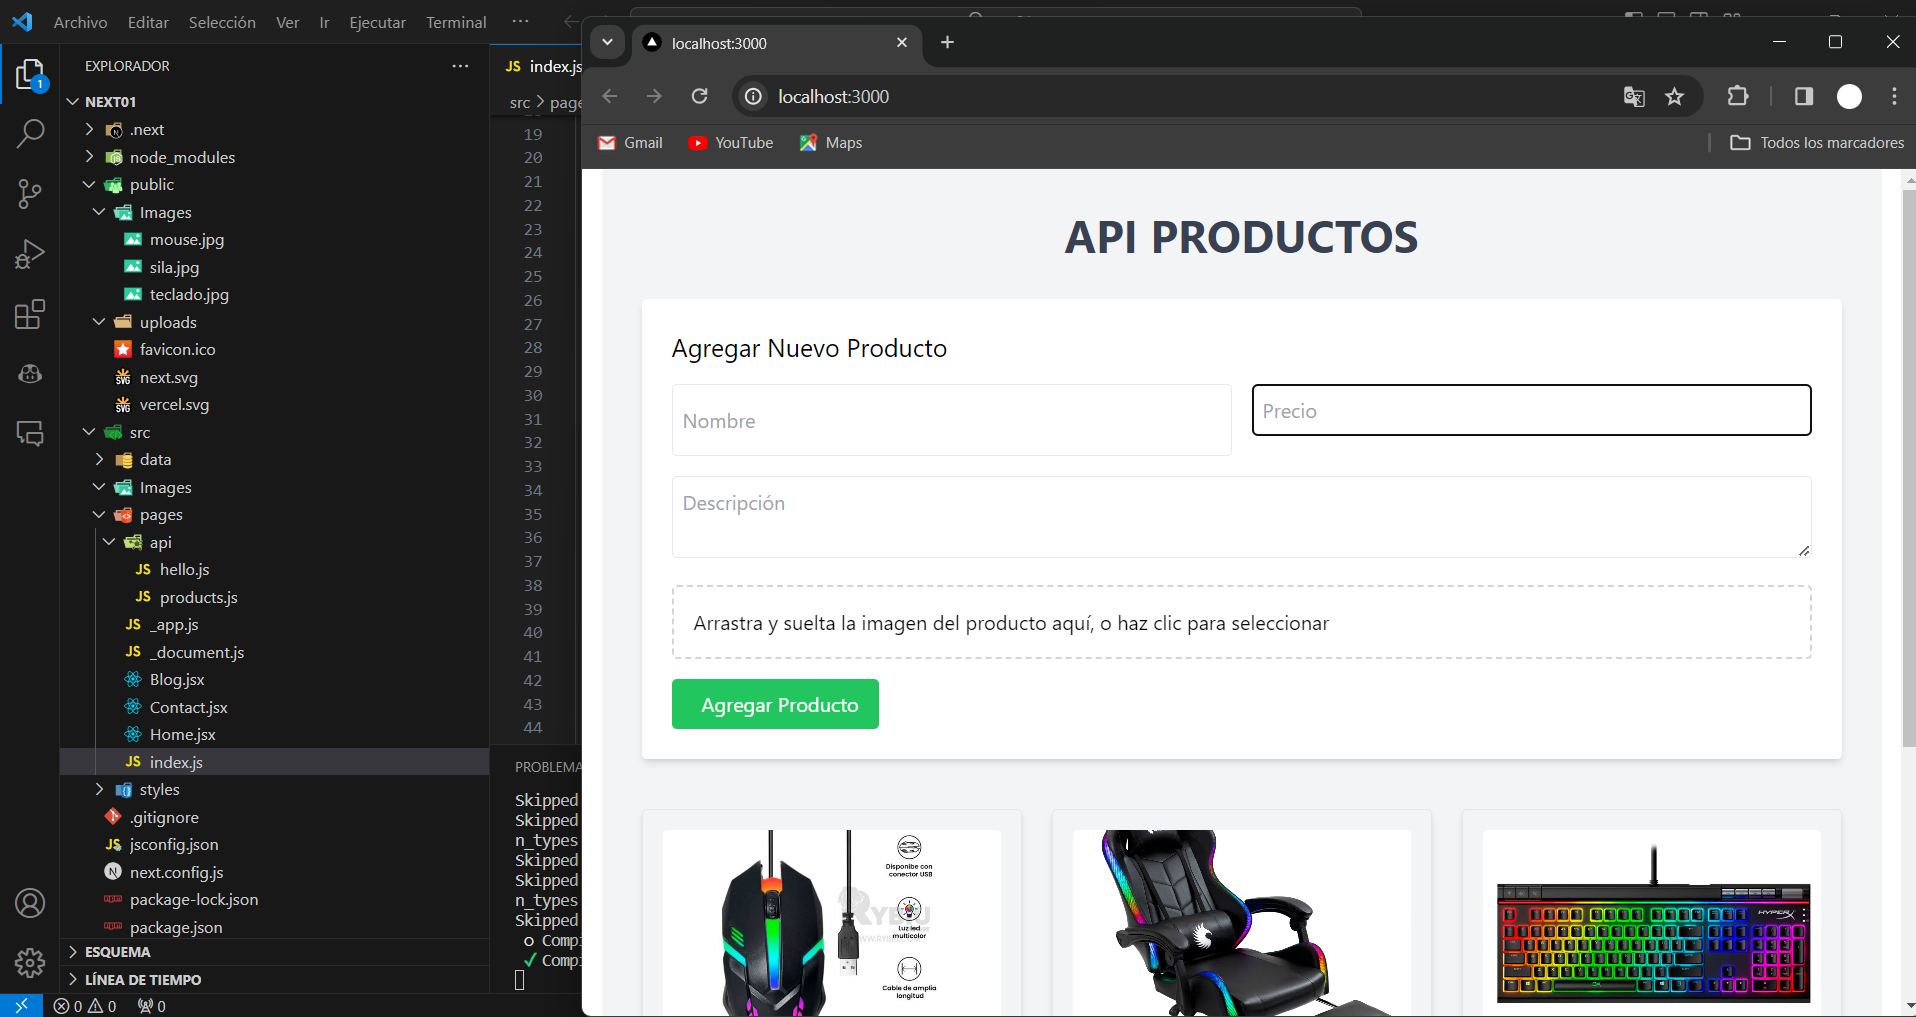 Archivo Editar Selección Ver Ir Ejecutar Terminal ···
EXPLORADOR ···
1
NEXT01
.next
node_modules
public
Images
mouse.jpg
sila.jpg
teclado.jpg
uploads
favicon.ico
next.svg
vercel.svg
src
data
Images
pages
api
hello.js
products.js
_app.js
_document.js
Blog.jsx
Contact.jsx
Home.jsx
index.js
styles
.gitignore
jsconfig.json
next.config.js
package-lock.json
package.json
ESQUEMA
LÍNEA DE TIEMPO
0 0 0
JS index.js
src > page
19
20
21
22
23
24
25
26
27
28
29
30
31
32
33
34
35
36
37
38
39
40
41
42
43
44
PROBLEMA
Skipped
Skipped
n_types
Skipped
Skipped
n_types
Skipped
o Compi
✓ Compi
localhost:3000
localhost:3000
Gmail YouTube Maps Todos los marcadores
API PRODUCTOS
Agregar Nuevo Producto
Nombre
Precio
Descripción
Arrastra y suelta la imagen del producto aquí, o haz clic para seleccionar
Agregar Producto
Disponibe con
conector USB
Luz led
multicolor
Cable de amplia
longitud
HYPERX